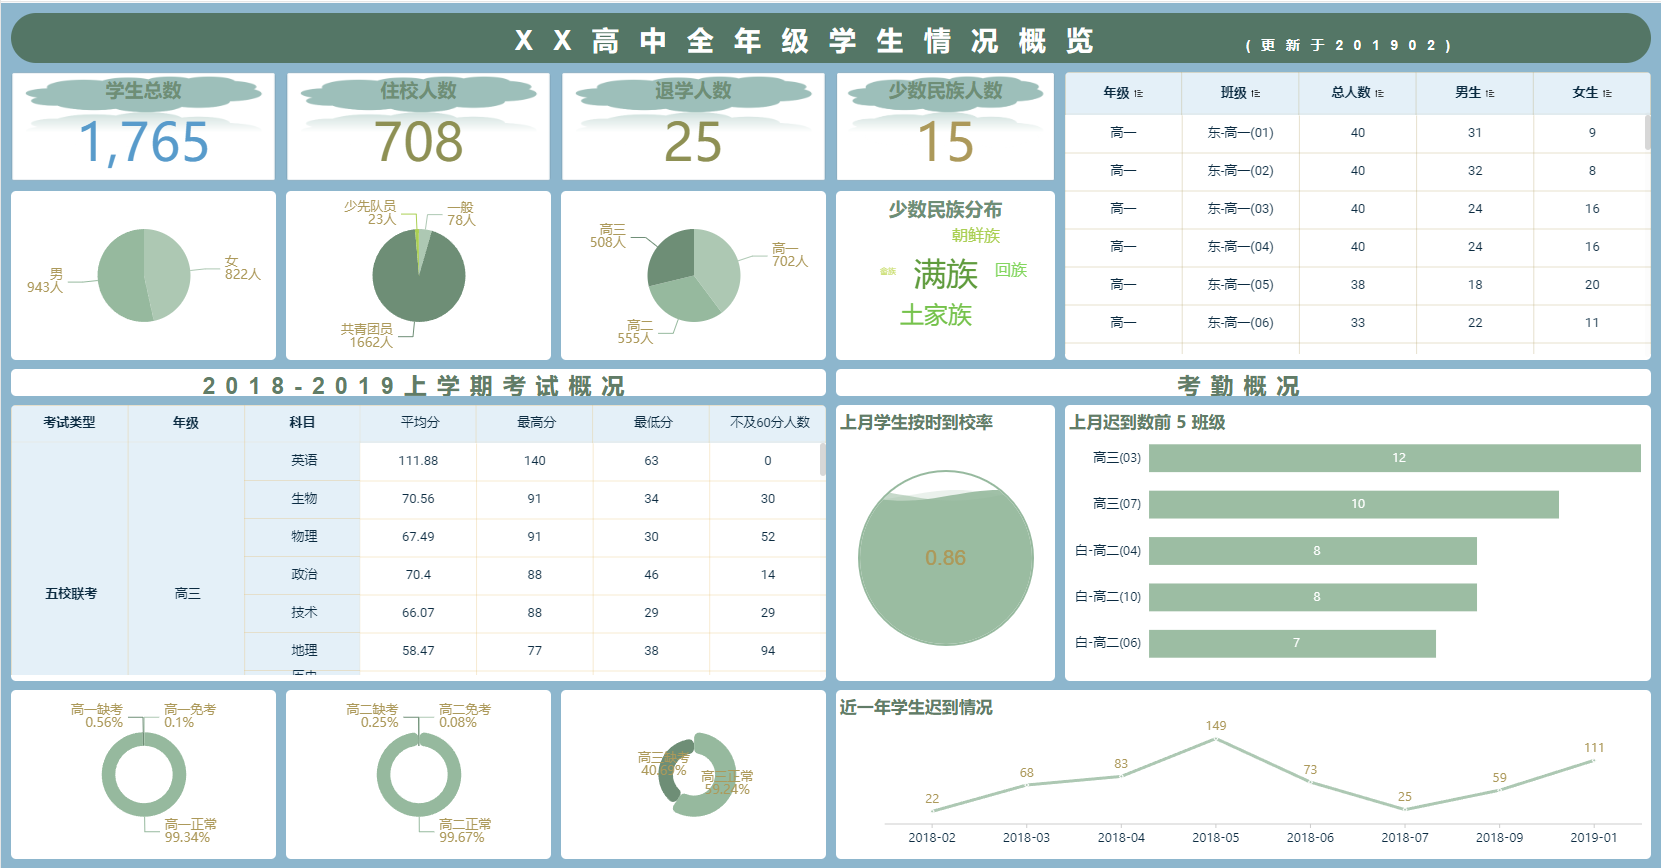 XX高中全年级学生情况概览
(更新于201902)
学生总数
1,765
住校人数
708
退学人数
25
少数民族人数
15
年级 班级 总人数 男生 女生
高一 东-高一(01) 40 31 9
高一 东-高一(02) 40 32 8
高一 东-高一(03) 40 24 16
高一 东-高一(04) 40 24 16
高一 东-高一(05) 38 18 20
高一 东-高一(06) 33 22 11
男
943人
女
822人
少先队员
23人
一般
78人
共青团员
1662人
高三
508人
高一
702人
高二
555人
少数民族分布
朝鲜族
满族
回族
土家族
2018-2019上学期考试概况
考试类型 年级 科目 平均分 最高分 最低分 不及60分人数
五校联考 高三
英语 111.88 140 63 0
生物 70.56 91 34 30
物理 67.49 91 30 52
政治 70.4 88 46 14
技术 66.07 88 29 29
地理 58.47 77 38 94
高一缺考
0.56%
高一免考
0.1%
高一正常
99.34%
高二缺考
0.25%
高二免考
0.08%
高二正常
99.67%
高三缺考
高三正常
59.24%
考勤概况
上月学生按时到校率
0.86
上月迟到数前 5 班级
高三(03) 12
高三(07) 10
白-高二(04) 8
白-高二(10) 8
白-高二(06) 7
近一年学生迟到情况
22 68 83 149 73 25 59 111
2018-02 2018-03 2018-04 2018-05 2018-06 2018-07 2018-09 2019-01